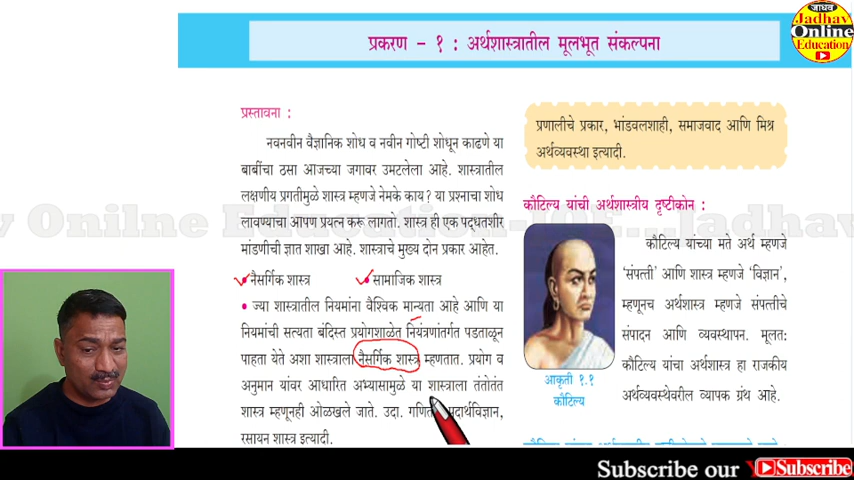 प्रकरण - १ : अर्थशास्त्रातील मूलभूत संकल्पना
जाधव
Jadhav
Online
Education
प्रस्तावना :
नवनवीन वैज्ञानिक शोध व नवीन गोष्टी शोधून काढणे या
बाबींचा ठसा आजच्या जगावर उमटलेला आहे. शास्त्रातील
लक्षणीय प्रगतीमुळे शास्त्र म्हणजे नेमके काय? या प्रश्नाचा शोध
लावण्याचा आपण प्रयत्न करू लागतो. शास्त्र ही एक पद्धतशीर
मांडणीची ज्ञात शाखा आहे. शास्त्राचे मुख्य दोन प्रकार आहेत.
नैसर्गिक शास्त्र • सामाजिक शास्त्र
• ज्या शास्त्रातील नियमांना वैश्विक मान्यता आहे आणि या
नियमांची सत्यता बंदिस्त प्रयोगशाळेत नियंत्रणांतर्गत पडताळून
पाहता येते अशा शास्त्राला नैसर्गिक शास्त्र म्हणतात. प्रयोग व
अनुमान यांवर आधारित अभ्यासामुळे या शास्त्राला तंतोतंत
शास्त्र म्हणूनही ओळखले जाते. उदा. गणित, पदार्थविज्ञान,
रसायन शास्त्र इत्यादी.
प्रणालीचे प्रकार, भांडवलशाही, समाजवाद आणि मिश्र
अर्थव्यवस्था इत्यादी.
कौटिल्य यांची अर्थशास्त्रीय दृष्टीकोन :
कौटिल्य यांच्या मते अर्थ म्हणजे
‘संपत्ती’ आणि शास्त्र म्हणजे ‘विज्ञान’,
म्हणूनच अर्थशास्त्र म्हणजे संपत्तीचे
संपादन आणि व्यवस्थापन. मूलत:
कौटिल्य यांचा अर्थशास्त्र हा राजकीय
अर्थव्यवस्थेवरील व्यापक ग्रंथ आहे.
आकृती १.१
कौटिल्य
Subscribe our Subscribe